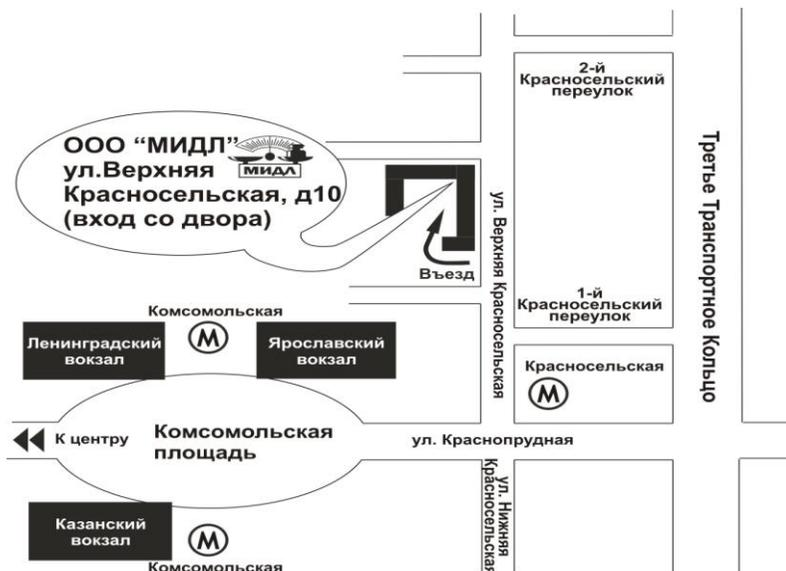 2-й
Красносельский
переулок
ООО “МИДЛ”
ул.Верхняя
Красносельская, д10
(вход со двора)
МИДЛ
Третье Транспортное Кольцо
ул. Верхняя Красносельская
Въезд
1-й
Красносельский
переулок
Комсомольская
М
Ленинградский
вокзал
Ярославский
вокзал
Красносельская
М
К центру
Комсомольская
площадь
ул. Краснопрудная
ул. Нижняя
Красносельская
Казанский
вокзал
М
Комсомольская